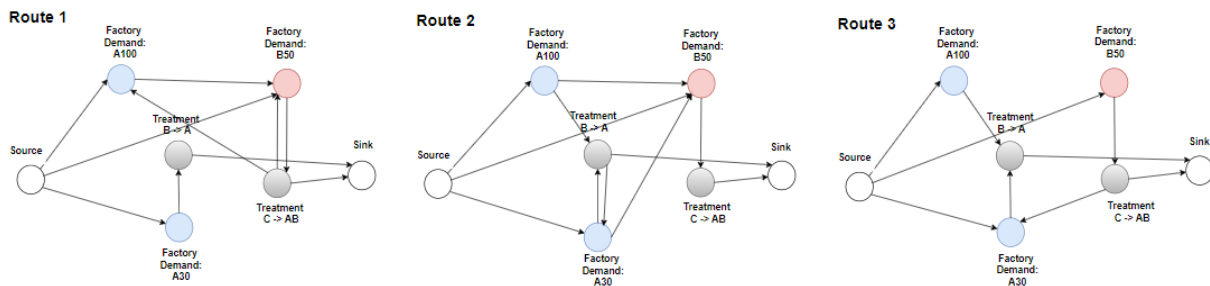 Route 1
Factory
Demand:
A100
Factory
Demand:
B50
Treatment
B -> A
Source
Sink
Treatment
C -> AB
Factory
Demand:
A30
Route 2
Factory
Demand:
A100
Factory
Demand:
B50
Treatment
B -> A
Source
Sink
Treatment
C -> AB
Factory
Demand:
A30
Route 3
Factory
Demand:
A100
Factory
Demand:
B50
Treatment
B -> A
Source
Sink
Treatment
C -> AB
Factory
Demand:
A30